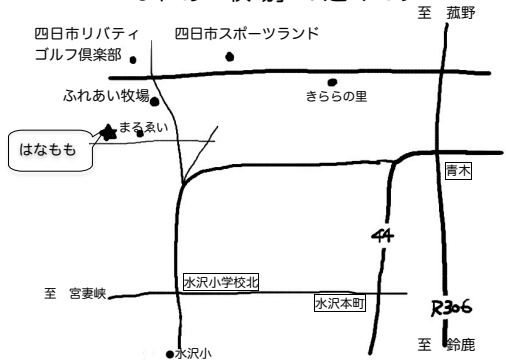 至 菰野
四日市リバティ
ゴルフ倶楽部
四日市スポーツランド
ふれあい牧場
きららの里
まるゑい
はなもも
青木
44
水沢小学校北
至 宮妻峡
水沢本町
R306
至 鈴鹿
●水沢小